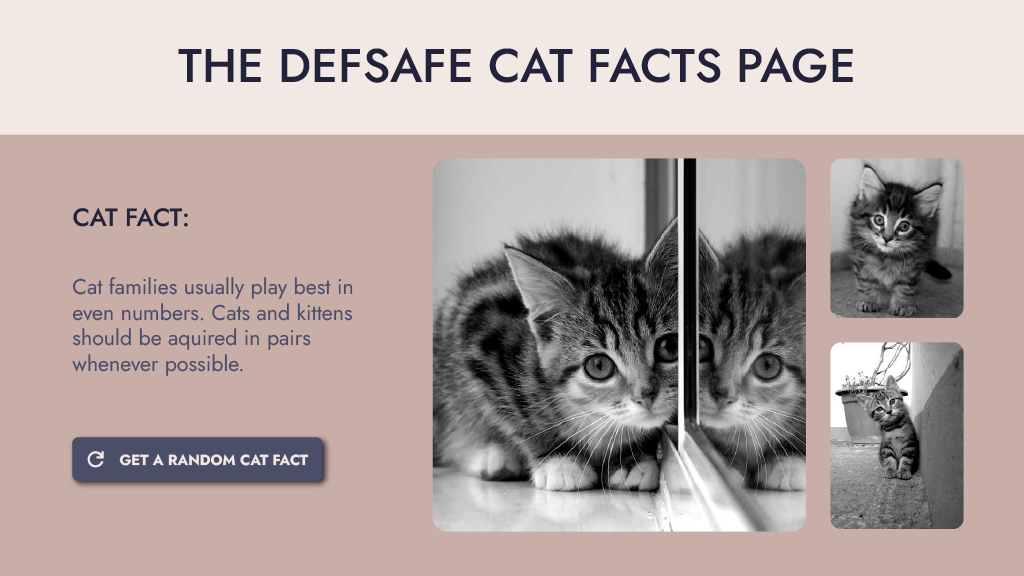 THE DEFSAFE CAT FACTS PAGE
CAT FACT:
Cat families usually play best in
even numbers. Cats and kittens
should be aquired in pairs
whenever possible.
GET A RANDOM CAT FACT